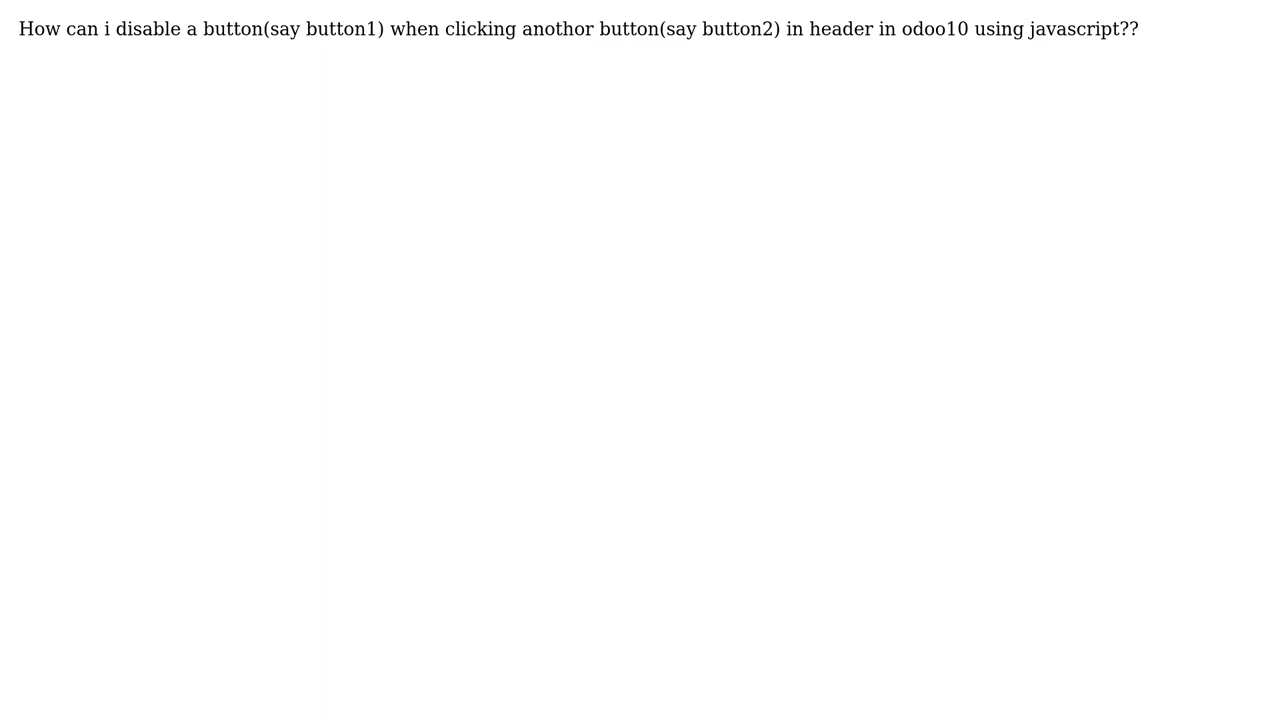 How can i disable a button(say button1) when clicking anothor button(say button2) in header in odoo10 using javascript??